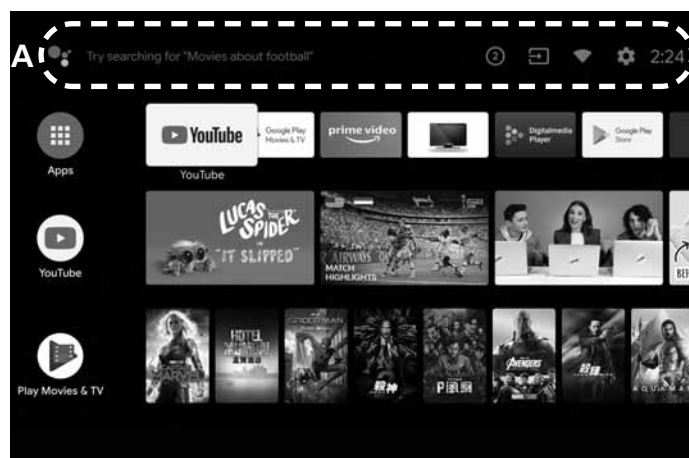 A
Try searching for "Movies about football"
2
2:24
YouTube
Google Play
Movies & TV
prime video
Digitalmedia
Player
Google Play
Store
Apps
YouTube
LUCAS
THE
SPIDER
IN
"IT SLIPPED"
MATCH
HIGHLIGHTS
YouTube
SPIDER-MAN
HOTEL
AVENGERS
AQUAMA
Play Movies & TV